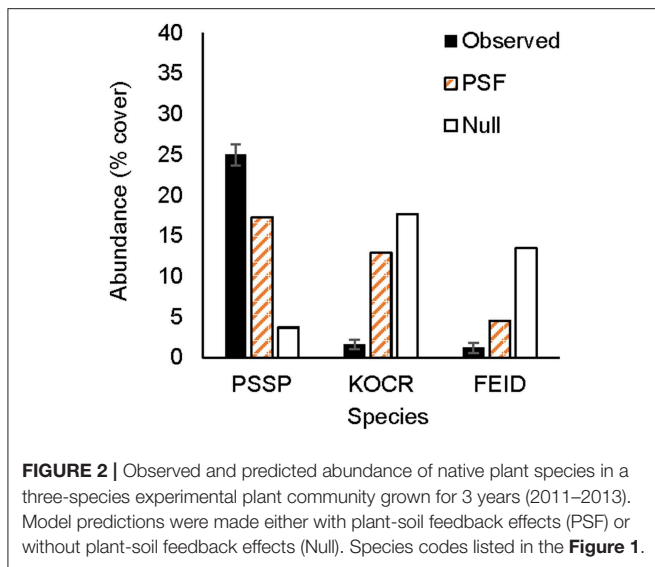 40
35
30
25
20
15
10
5
0
Abundance (% cover)
Observed
PSF
Null
PSSP
KOCR
FEID
Species
FIGURE 2 | Observed and predicted abundance of native plant species in a
three-species experimental plant community grown for 3 years (2011–2013).
Model predictions were made either with plant-soil feedback effects (PSF) or
without plant-soil feedback effects (Null). Species codes listed in the Figure 1.